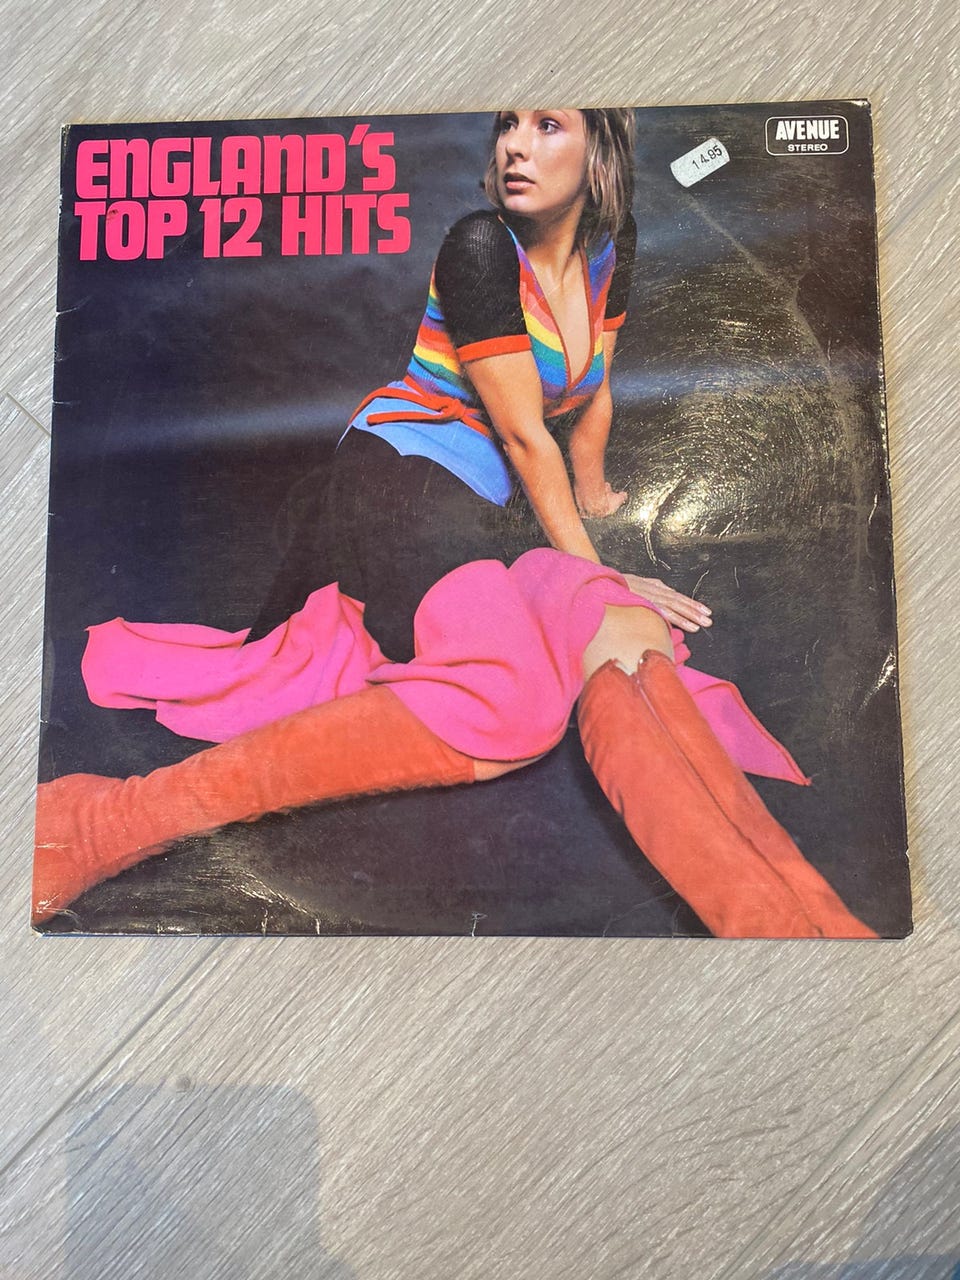 ENGLAND'S
TOP 12 HITS
14.95
AVENUE
STEREO